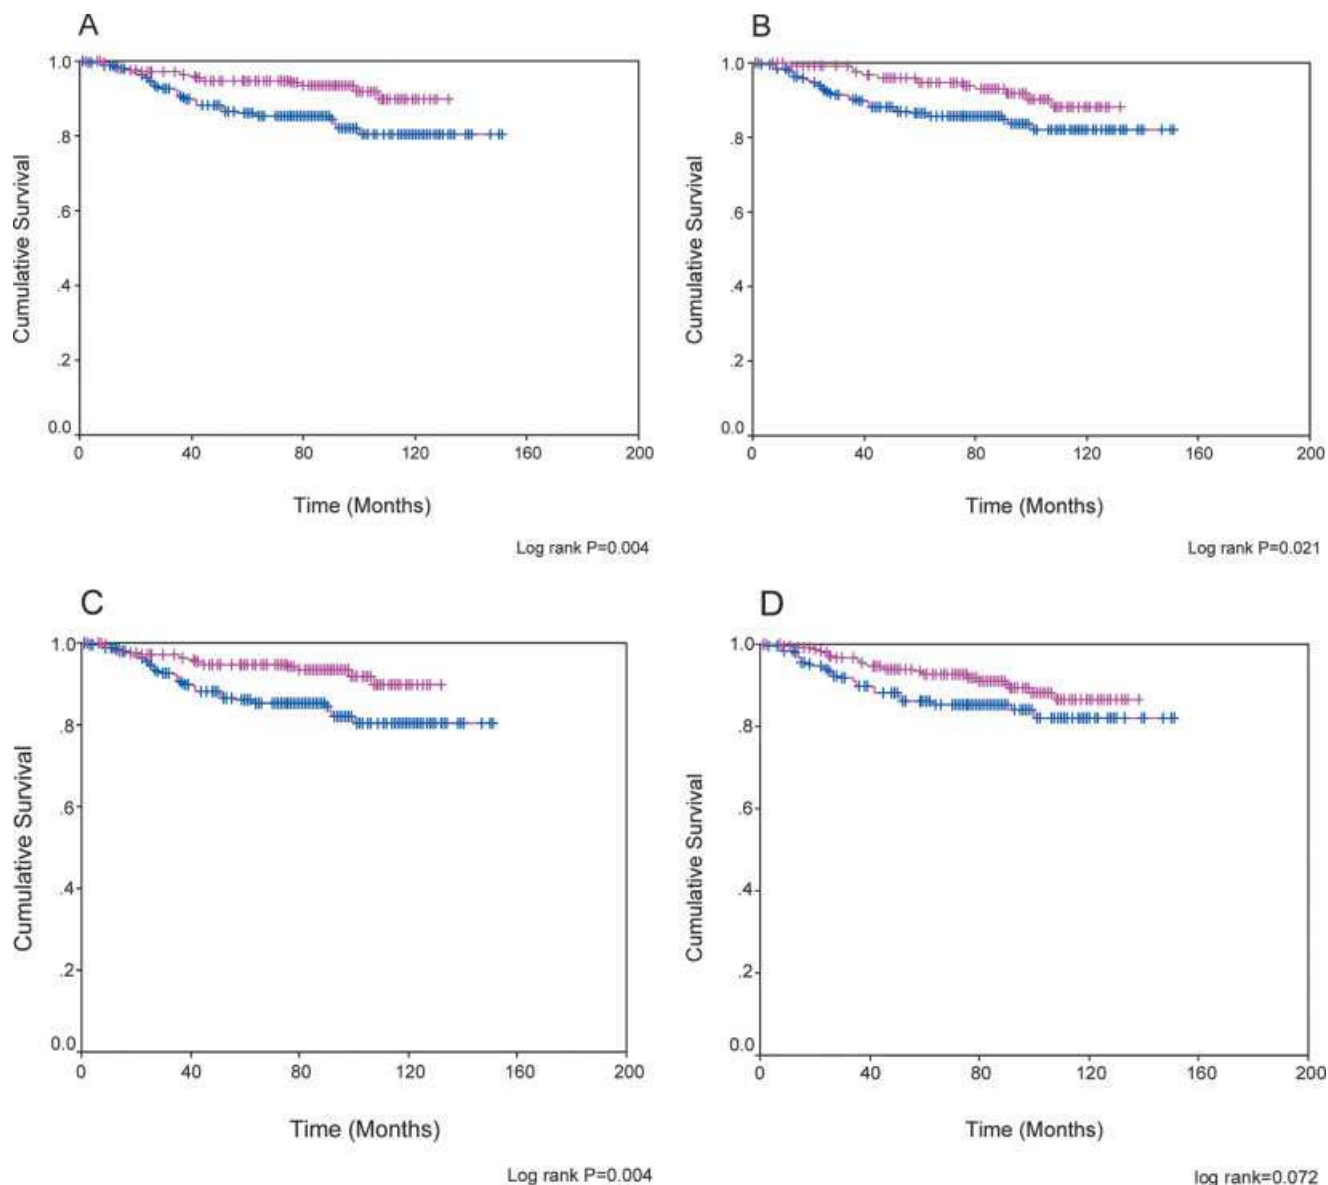 A
1.0
.8
.6
.4
.2
0.0
0 40 80 120 160 200
Cumulative Survival
Time (Months)
Log rank P=0.004
B
1.0
.8
.6
.4
.2
0.0
0 40 80 120 160 200
Cumulative Survival
Time (Months)
Log rank P=0.021
C
1.0
.8
.6
.4
.2
0.0
0 40 80 120 160 200
Cumulative Survival
Time (Months)
Log rank P=0.004
D
1.0
.8
.6
.4
.2
0.0
0 40 80 120 160 200
Cumulative Survival
Time (Months)
log rank=0.072